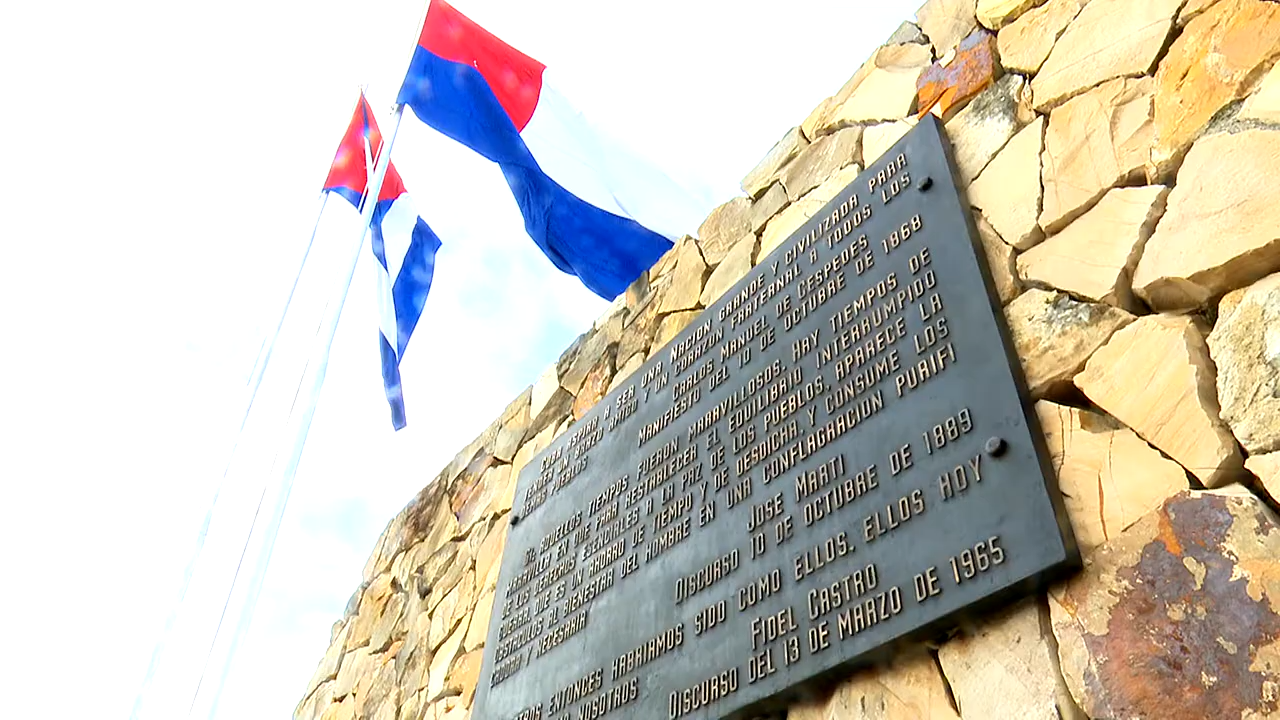 CUBA ASPIRA A SER UNA NACION GRANDE Y CIVILIZADA PARA
TENDER UN BRAZO AMIGO Y UN CORAZON FRATERNAL A TODOS LOS
DEMAS PUEBLOS
CARLOS MANUEL DE CESPEDES
MANIFIESTO DEL 10 DE OCTUBRE DE 1868
SI, AQUELLOS TIEMPOS FUERON MARAVILLOSOS. HAY TIEMPOS DE
MARAVILLA EN QUE PARA RESTABLECER EL EQUILIBRIO INTERRUMPIDO
DE LOS DERECHOS ESENCIALES A LA PAZ DE LOS PUEBLOS, APARECE LA
GUERRA, QUE ES UN AHORRO DE TIEMPO Y DE DESDICHA, Y CONSUME LOS
OBSTACULOS AL BIENESTAR DEL HOMBRE EN UNA CONFLAGRACION PURIFI
CADORA Y NECESARIA
JOSE MARTI
DISCURSO 10 DE OCTUBRE DE 1889
ENTONCES HABRIAMOS SIDO COMO ELLOS, ELLOS HOY
NOSOTROS
FIDEL CASTRO
DISCURSO DEL 13 DE MARZO DE 1965